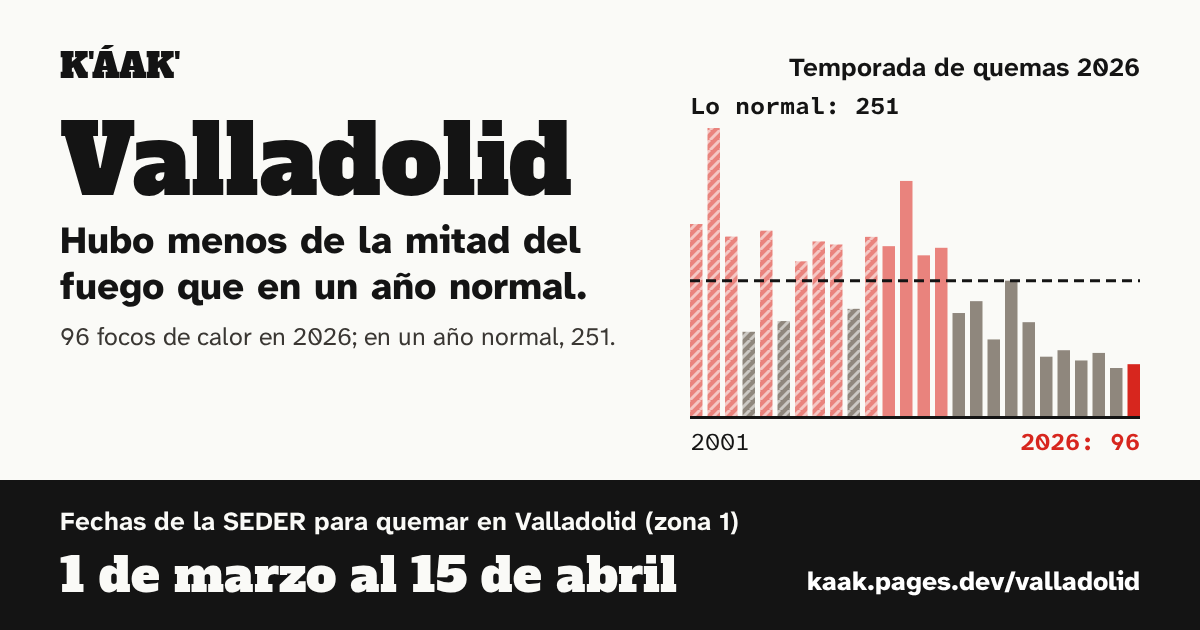 K'ÁAK'
Valladolid
Hubo menos de la mitad del
fuego que en un año normal.
96 focos de calor en 2026; en un año normal, 251.
Temporada de quemas 2026
Lo normal: 251
2001
2026: 96
Fechas de la SEDER para quemar en Valladolid (zona 1)
1 de marzo al 15 de abril
kaak.pages.dev/valladolid